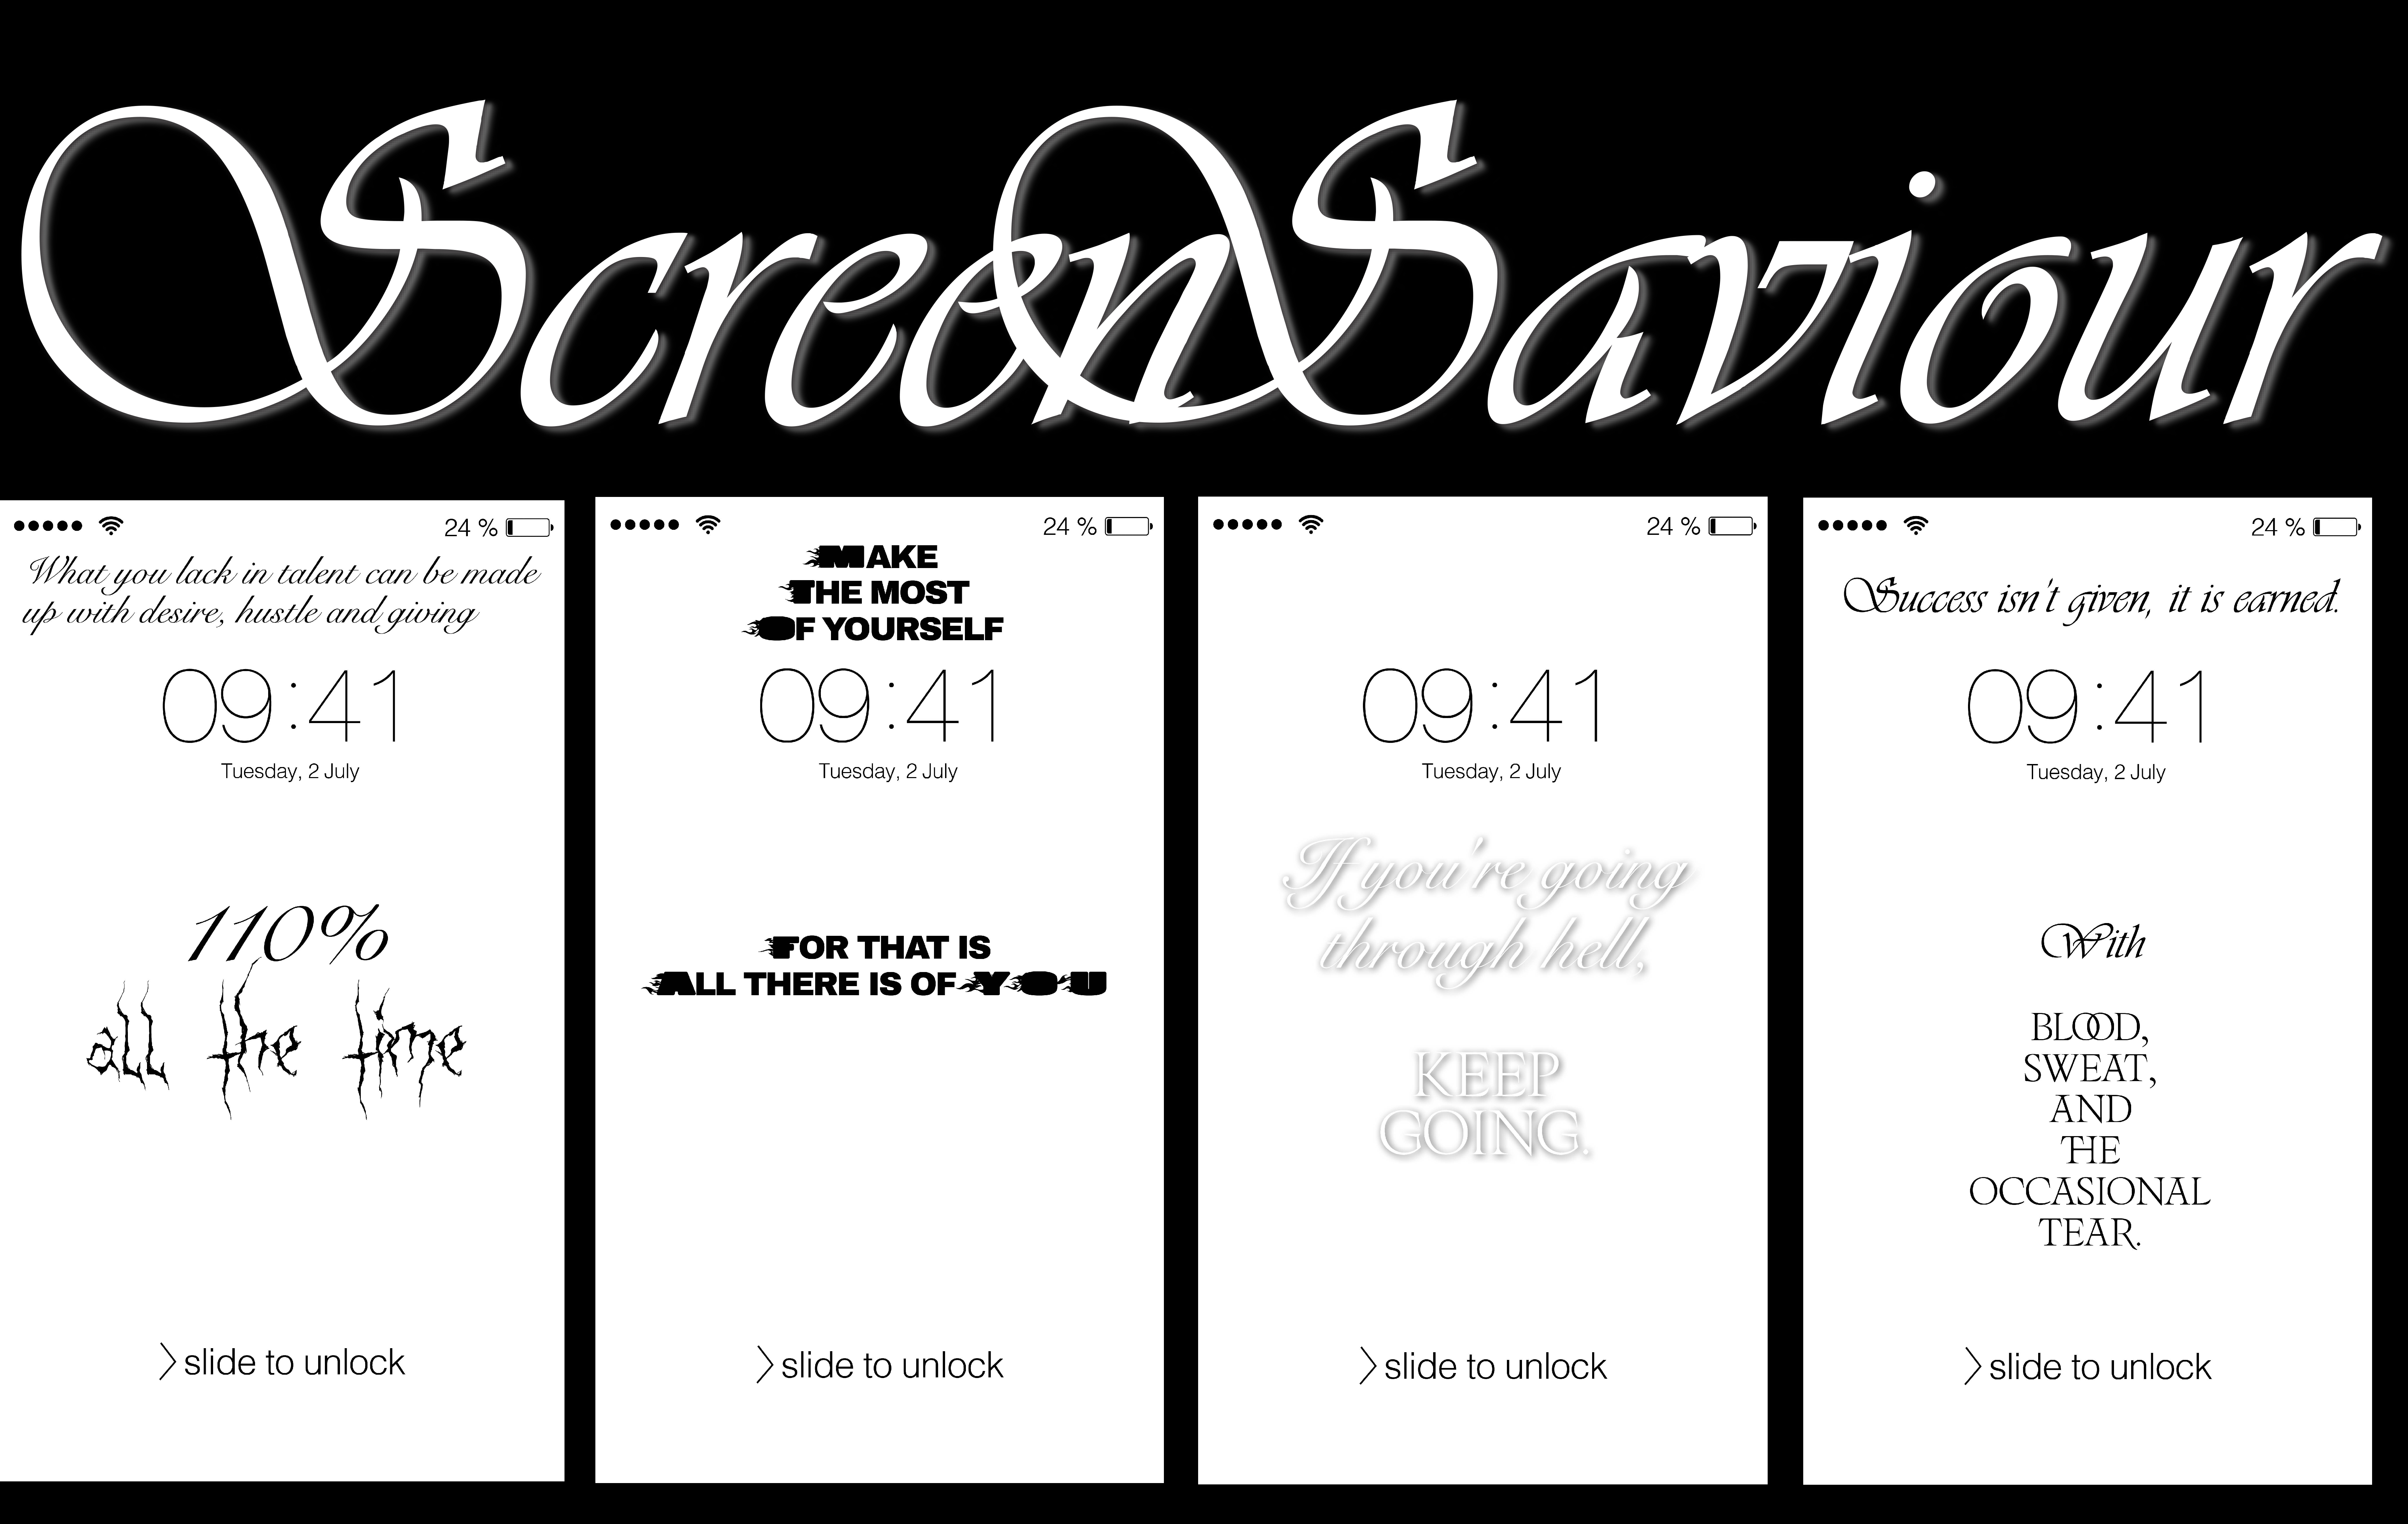 ScreenSaviour
24 %
What you lack in talent can be made
up with desire, hustle and giving
09:41
Tuesday, 2 July
110%
all the time
slide to unlock
24 %
MAKE
THE MOST
OF YOURSELF
09:41
Tuesday, 2 July
FOR THAT IS
ALL THERE IS OF YOU
slide to unlock
24 %
09:41
Tuesday, 2 July
If you're going
through hell,
KEEP
GOING.
slide to unlock
24 %
Success isn't given, it is earned.
09:41
Tuesday, 2 July
With
BLOOD,
SWEAT,
AND
THE
OCCASIONAL
TEAR.
slide to unlock